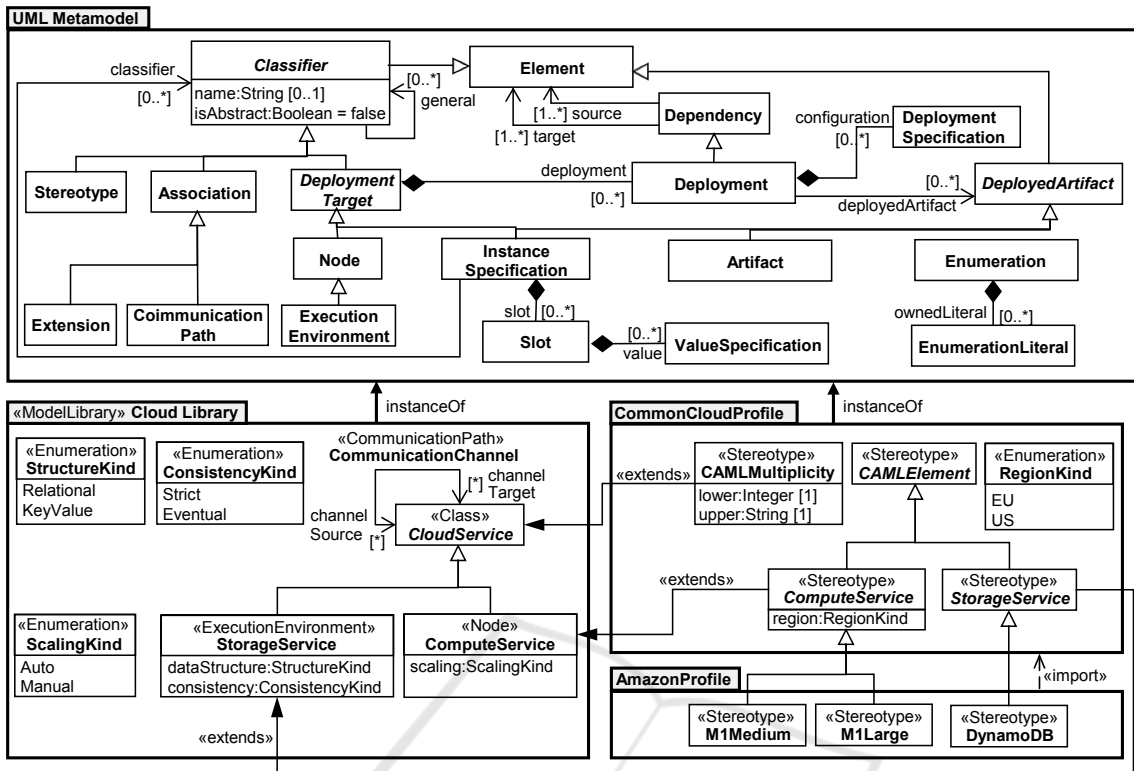 UML Metamodel
Classifier
name:String [0..1]
isAbstract:Boolean = false
classifier
[0..*]
[0..*]
general
Element
[1..*] source
[1..*] target
Dependency
configuration
[0..*]
Deployment
Specification
Stereotype
Association
Deployment
Target
deployment
[0..*]
Deployment
[0..*]
deployedArtifact
DeployedArtifact
Node
Instance
Specification
Artifact
Enumeration
Extension
Coimmunication
Path
Execution
Environment
slot
[0..*]
Slot
[0..*]
value
ValueSpecification
ownedLiteral
[0..*]
EnumerationLiteral
instanceOf
instanceOf
«ModelLibrary» Cloud Library
«Enumeration»
StructureKind
Relational
KeyValue
«Enumeration»
ConsistencyKind
Strict
Eventual
«CommunicationPath»
CommunicationChannel
[*] channel
Target
channel
Source
[*]
«Class»
CloudService
«Enumeration»
ScalingKind
Auto
Manual
«ExecutionEnvironment»
StorageService
dataStructure:StructureKind
consistency:ConsistencyKind
«Node»
ComputeService
scaling:ScalingKind
«extends»
«extends»
«extends»
CommonCloudProfile
«Stereotype»
CAMLMultiplicity
lower:Integer [1]
upper:String [1]
«Stereotype»
CAMLElement
«Enumeration»
RegionKind
EU
US
«Stereotype»
ComputeService
region:RegionKind
«Stereotype»
StorageService
AmazonProfile
«import»
«Stereotype»
M1Medium
«Stereotype»
M1Large
«Stereotype»
DynamoDB